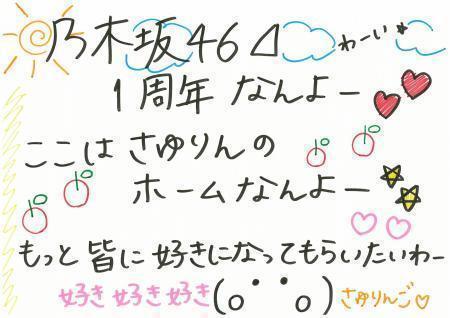 乃木坂46⊿ わーい☆
1周年 なんよー
ここは さゆりんの
ホームなんよー
もっと 皆に 好きになってもらいたいわー
好き 好き 好き (o˙ ˙o) さゆりんご♡